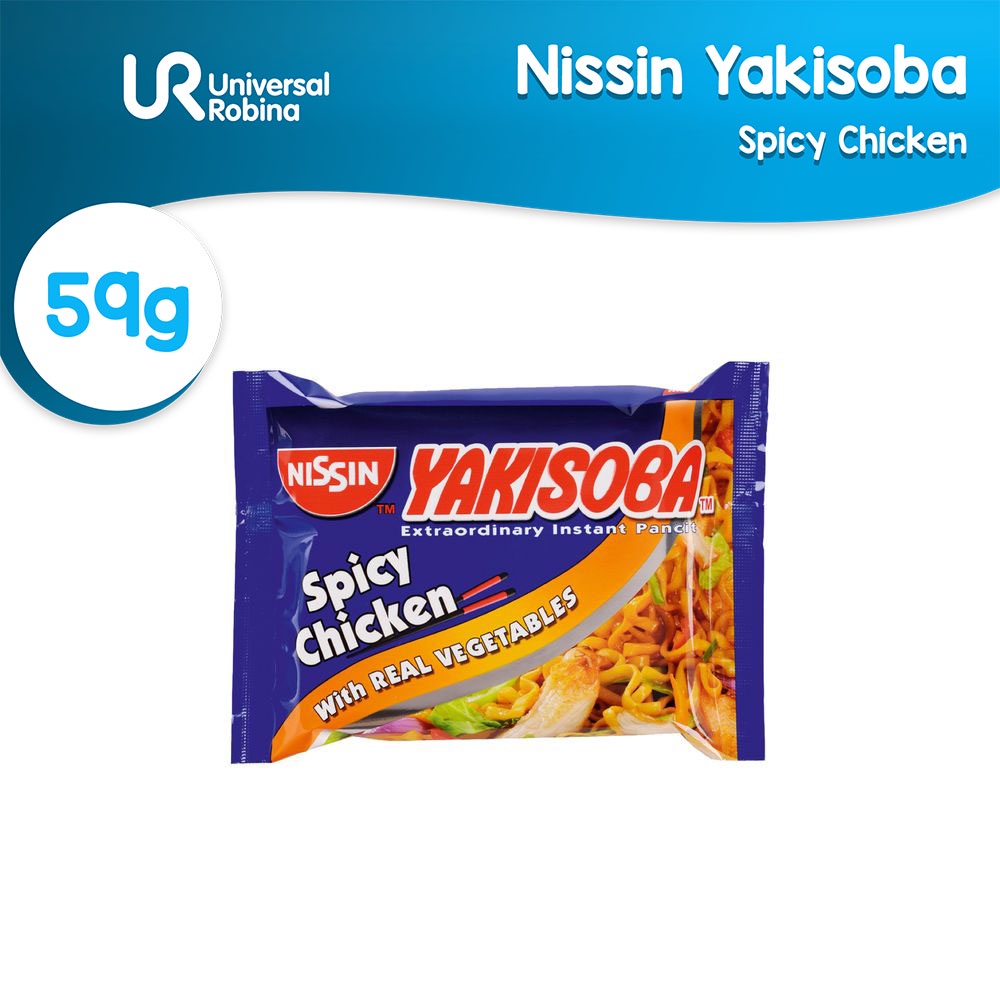 UR Universal
Robina
Nissin Yakisoba
Spicy Chicken
59g
NISSIN TM
YAKISOBA TM
Extraordinary Instant Pancit
Spicy
Chicken
With REAL VEGETABLES